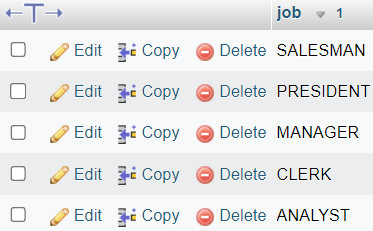 job 1
Edit Copy Delete SALESMAN
Edit Copy Delete PRESIDENT
Edit Copy Delete MANAGER
Edit Copy Delete CLERK
Edit Copy Delete ANALYST